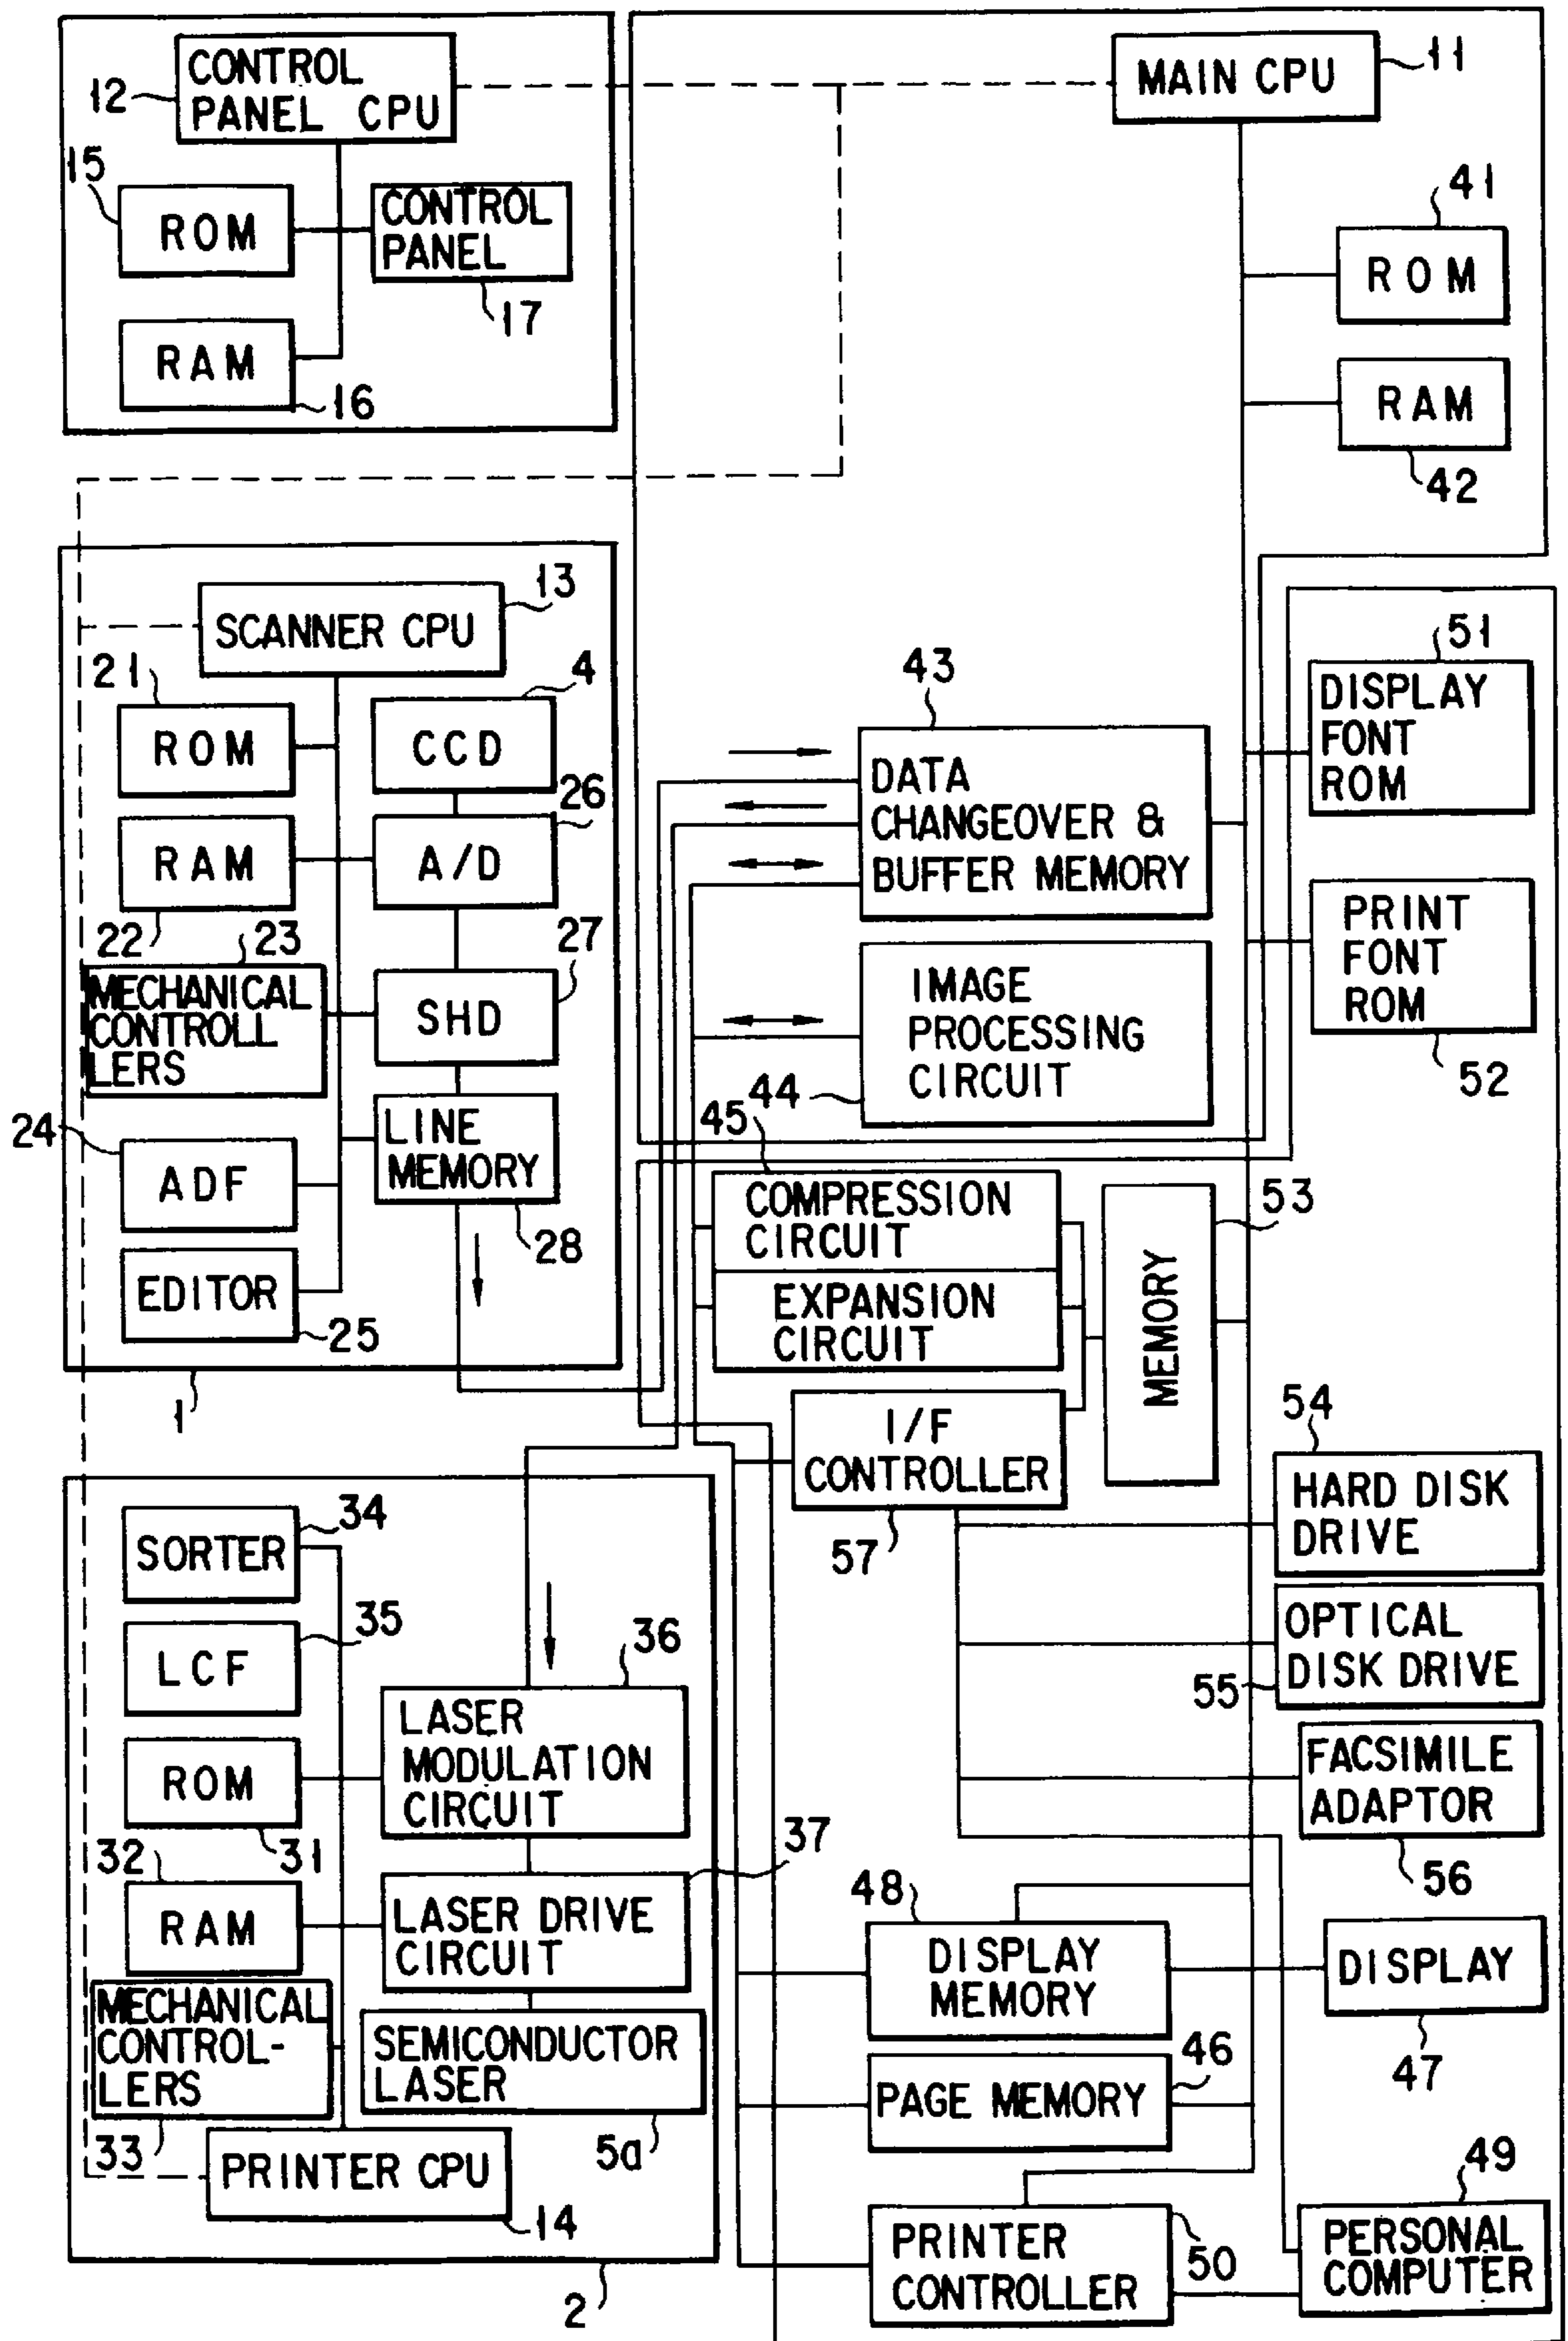 CONTROL
PANEL CPU
12
15
ROM
CONTROL
PANEL
17
RAM
16
MAIN CPU
11
41
ROM
RAM
42
13
SCANNER CPU
21
4
ROM
CCD
26
RAM
A/D
22
23
27
MECHANICAL
CONTROLL
LERS
SHD
24
LINE
MEMORY
ADF
28
EDITOR
25
1
43
DATA
CHANGEOVER &
BUFFER MEMORY
IMAGE
PROCESSING
CIRCUIT
44
51
DISPLAY
FONT
ROM
PRINT
FONT
ROM
52
45
COMPRESSION
CIRCUIT
EXPANSION
CIRCUIT
53
MEMORY
I/F
CONTROLLER
57
54
HARD DISK
DRIVE
OPTICAL
DISK DRIVE
55
FACSIMILE
ADAPTOR
56
34
SORTER
35
LCF
36
LASER
MODULATION
CIRCUIT
ROM
31
37
32
RAM
LASER DRIVE
CIRCUIT
MECHANICAL
CONTROL-
LERS
33
SEMICONDUCTOR
LASER
5a
PRINTER CPU
14
2
48
DISPLAY
MEMORY
DISPLAY
47
46
PAGE MEMORY
49
PRINTER
CONTROLLER
50
PERSONAL
COMPUTER